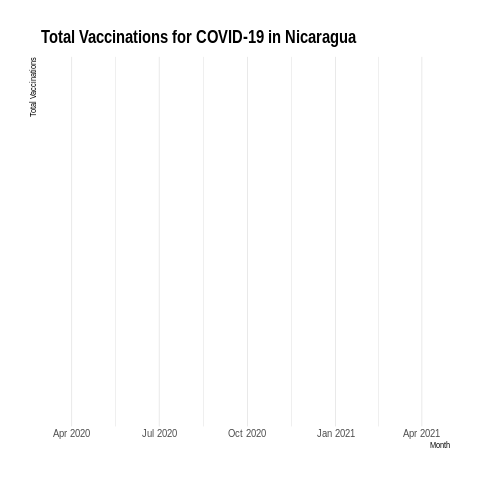 Total Vaccinations for COVID-19 in Nicaragua
Total Vaccinations
Apr 2020 Jul 2020 Oct 2020 Jan 2021 Apr 2021
Month